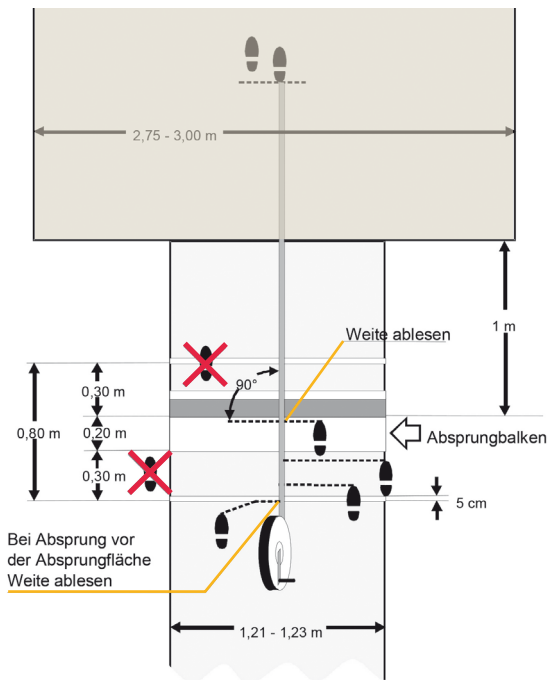 2,75 - 3,00 m
1 m
Weite ablesen
90°
0,30 m
0,80 m
0,20 m
Absprungbalken
0,30 m
5 cm
Bei Absprung vor
der Absprungfläche
Weite ablesen
1,21 - 1,23 m